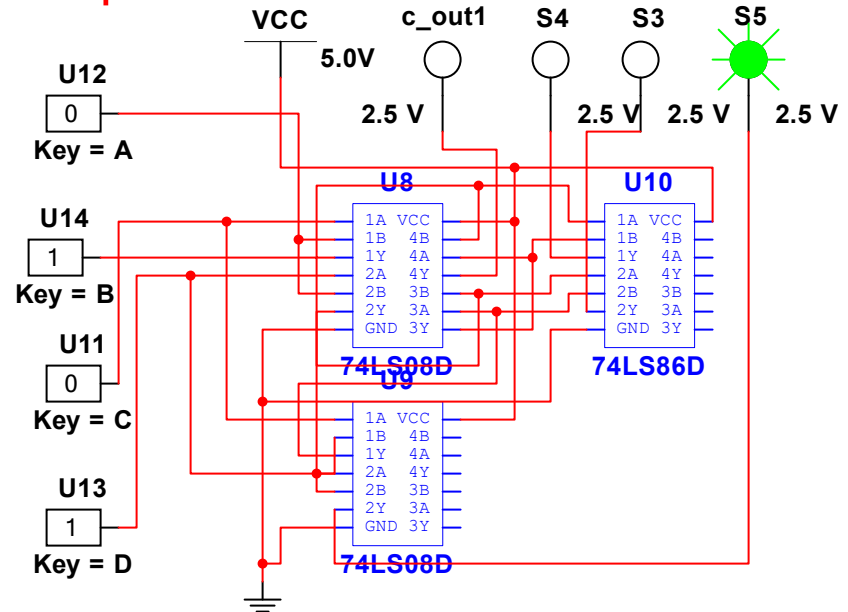 VCC
c_out1
S4
S3
S5
5.0V
2.5 V
2.5 V
2.5 V
2.5 V
U12
0
Key = A
U14
1
Key = B
U11
0
Key = C
U13
1
Key = D
U8
1A VCC
1B 4B
1Y 4A
2A 4Y
2B 3B
2Y 3A
GND 3Y
74LS08D
U10
1A VCC
1B 4B
1Y 4A
2A 4Y
2B 3B
2Y 3A
GND 3Y
74LS86D
U9
1A VCC
1B 4B
1Y 4A
2A 4Y
2B 3B
2Y 3A
GND 3Y
74LS08D